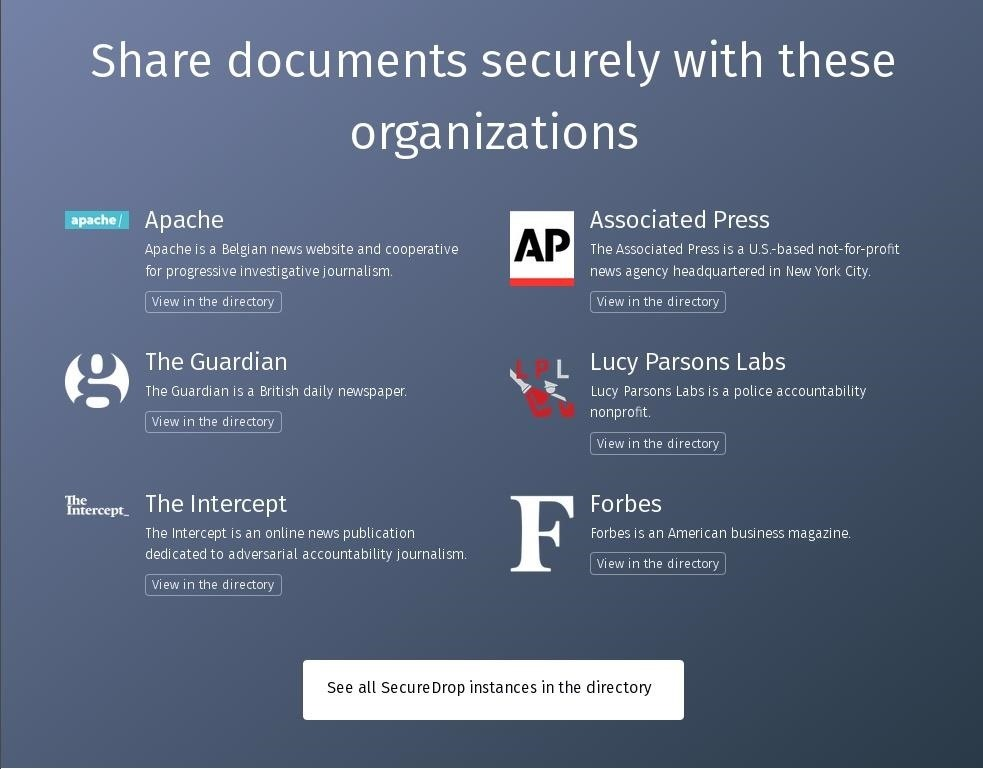 Share documents securely with these
organizations
apache/
Apache
Apache is a Belgian news website and cooperative
for progressive investigative journalism.
View in the directory
AP
Associated Press
The Associated Press is a U.S.-based not-for-profit
news agency headquartered in New York City.
View in the directory
g
The Guardian
The Guardian is a British daily newspaper.
View in the directory
L P L
Lucy Parsons Labs
Lucy Parsons Labs is a police accountability
nonprofit.
View in the directory
The
Intercept_
The Intercept
The Intercept is an online news publication
dedicated to adversarial accountability journalism.
View in the directory
F
Forbes
Forbes is an American business magazine.
View in the directory
See all SecureDrop instances in the directory